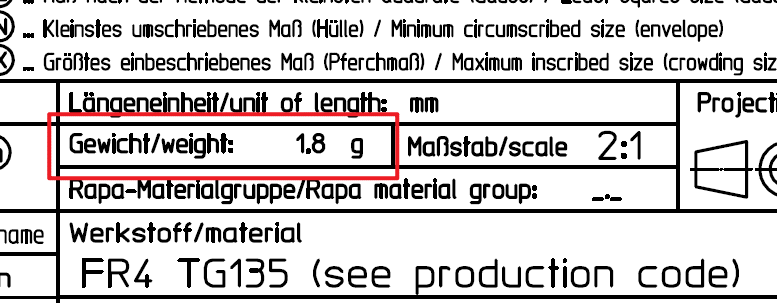 _ Kleinstes umschriebenes Maß (Hülle) / Minimum circumscribed size (envelope)
_ Größtes einbeschriebenes Maß (Pferchmaß) / Maximum inscribed size (crowding
Längeneinheit/unit of length: mm
Projecti
Gewicht/weight: 1.8 g
Maßstab/scale 2:1
Rapa-Materialgruppe/Rapa material group: _._
name
Werkstoff/material
FR4 TG135 (see production code)